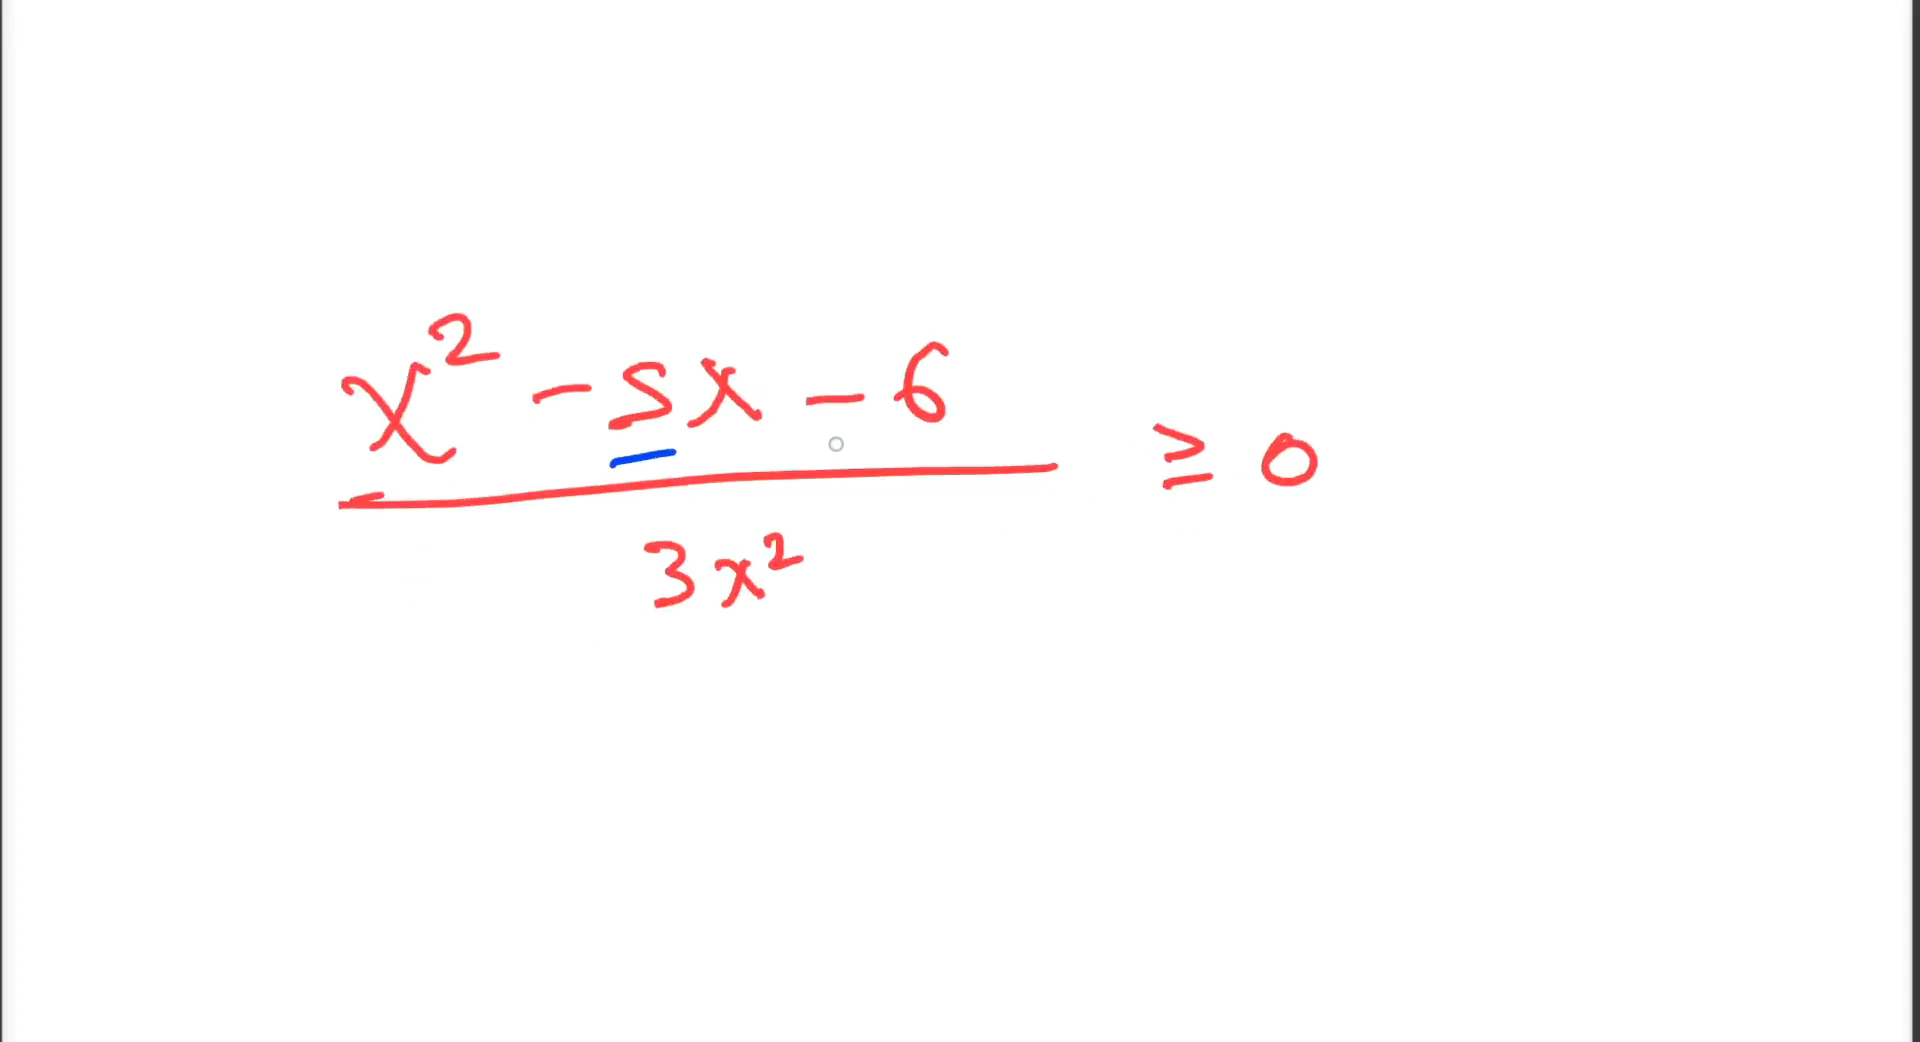 x² - 5x - 6
≥ 0
3x²